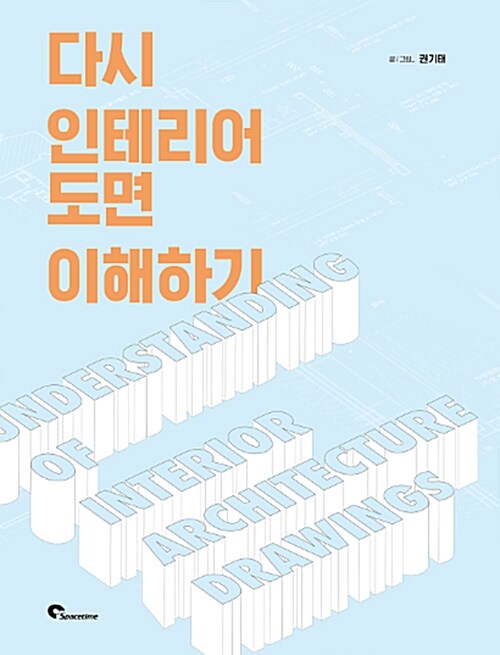 다시
글/그림_ 권기태
인테리어
도면
이해하기
UNDERSTANDING
OF
INTERIOR
ARCHITECTURE
DRAWINGS
Spacetime